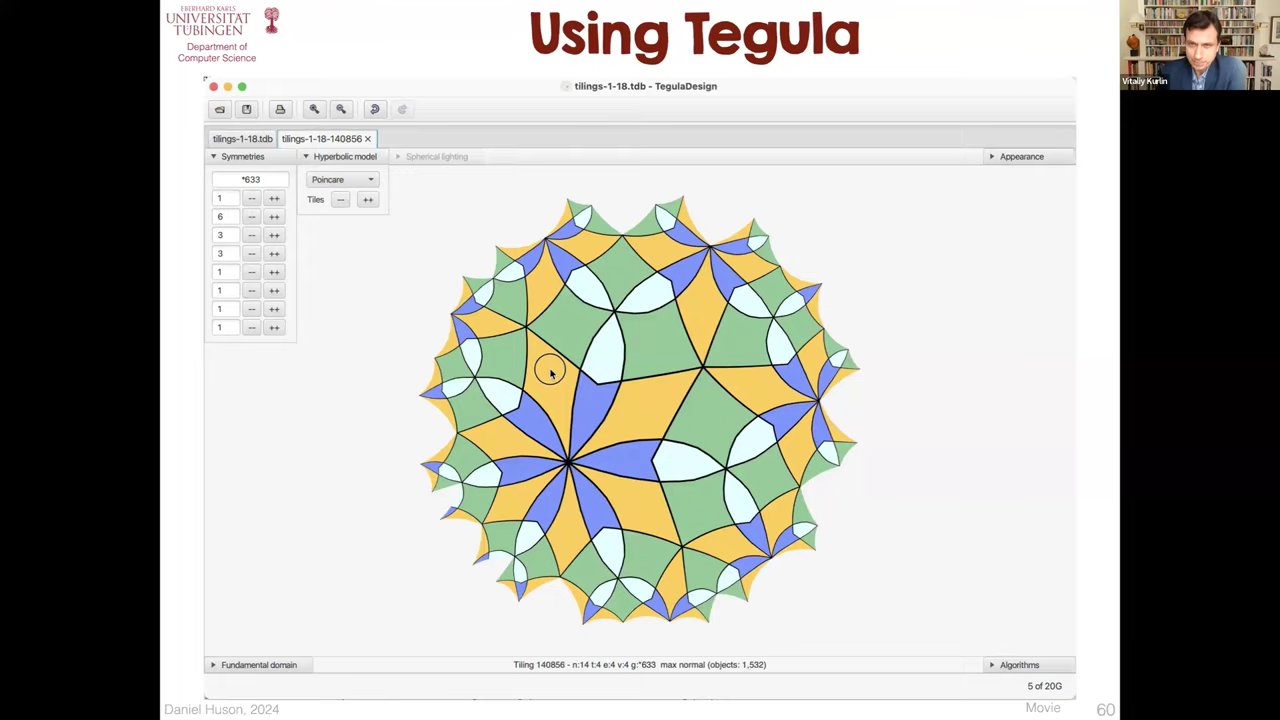 EBERHARD KARLS
UNIVERSITAT
TÜBINGEN
Department of
Computer Science
Using Tegula
Vitaliy Kurlin
tilings-1-18.tdb - TegulaDesign
tilings-1-18.tdb
tilings-1-18-140856 ×
Symmetries
Hyperbolic model
Spherical lighting
Appearance
*633
Poincare
1 -- ++
Tiles -- ++
6 -- ++
3 -- ++
3 -- ++
1 -- ++
1 -- ++
1 -- ++
1 -- ++
Fundamental domain
Tiling 140856 - n:14 t:4 e:4 v:4 g:*633 max normal (objects: 1,532)
Algorithms
5 of 20G
Daniel Huson, 2024
Movie
60